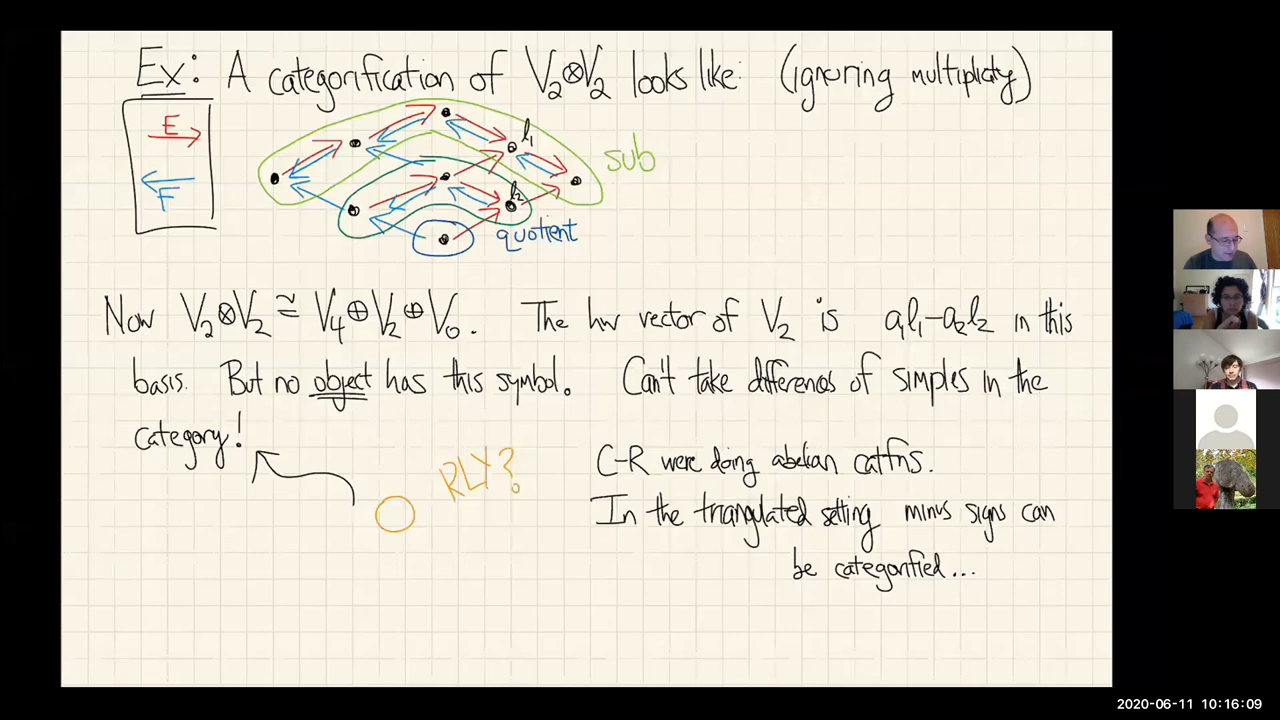 Ex: A categorification of V₂⊗V₂ looks like: (ignoring multiplicity)
E
F
l₁
l₂
sub
quotient
Now V₂⊗V₂ ≅ V₄⊕V₂⊕V₀. The hw vector of V₂ is a₁l₁-a₂l₂ in this
basis. But no object has this symbol. Can't take differences of simples in the
category!
RLY?
C-R were doing abelian catfns.
In the triangulated setting minus signs can
be categorified...
2020-06-11 10:16:09